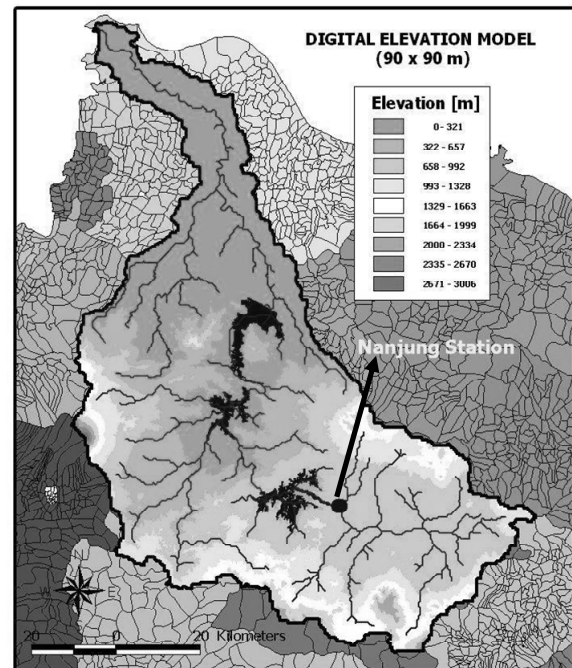 DIGITAL ELEVATION MODEL
(90 x 90 m)
Elevation [m]
0 - 321
322 - 657
658 - 992
993 - 1328
1329 - 1663
1664 - 1999
2000 - 2334
2335 - 2670
2671 - 3006
Nanjung Station
W
20 0 20 Kilometers